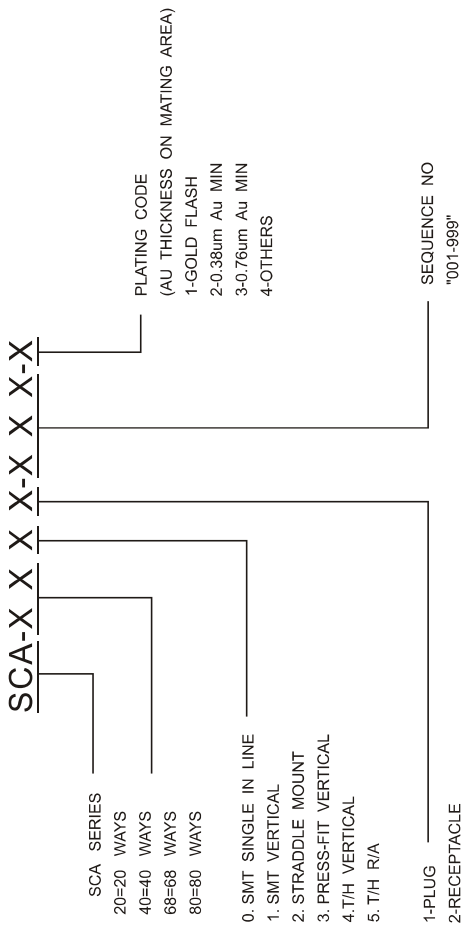 SCA-X X X X-X X X-X
SCA SERIES
20=20 WAYS
40=40 WAYS
68=68 WAYS
80=80 WAYS
0. SMT SINGLE IN LINE
1. SMT VERTICAL
2. STRADDLE MOUNT
3. PRESS-FIT VERTICAL
4.T/H VERTICAL
5. T/H R/A
1-PLUG
2-RECEPTACLE
PLATING CODE
(AU THICKNESS ON MATING AREA)
1-GOLD FLASH
2-0.38um Au MIN
3-0.76um Au MIN
4-OTHERS
SEQUENCE NO
"001-999"